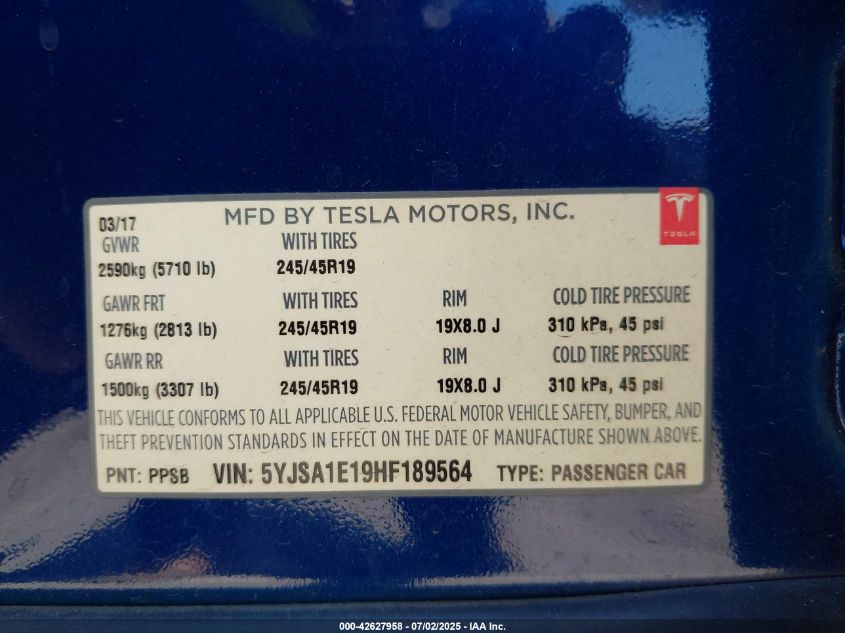 03/17 MFD BY TESLA MOTORS, INC.
TESLA
GVWR WITH TIRES
2590kg (5710 lb) 245/45R19
GAWR FRT WITH TIRES RIM COLD TIRE PRESSURE
1276kg (2813 lb) 245/45R19 19X8.0 J 310 kPa, 45 psi
GAWR RR WITH TIRES RIM COLD TIRE PRESSURE
1500kg (3307 lb) 245/45R19 19X8.0 J 310 kPa, 45 psi
THIS VEHICLE CONFORMS TO ALL APPLICABLE U.S. FEDERAL MOTOR VEHICLE SAFETY, BUMPER, AND
THEFT PREVENTION STANDARDS IN EFFECT ON THE DATE OF MANUFACTURE SHOWN ABOVE.
PNT: PPSB VIN: 5YJSA1E19HF189564 TYPE: PASSENGER CAR
000-42627958 - 07/02/2025 - IAA Inc.